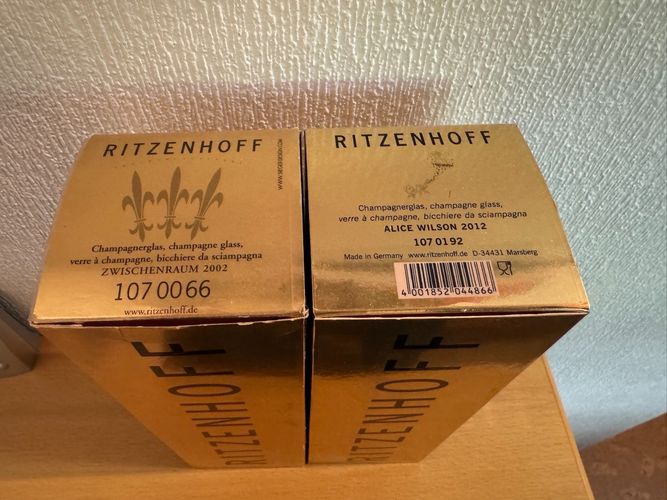 RITZENHOFF
Champagnerglas, champagne glass,
verre à champagne, bicchiere da sciampagna
ZWISCHENRAUM 2002
107 0066
www.ritzenhoff.de
RITZENHOFF
RITZENHOFF
Champagnerglas, champagne glass,
verre à champagne, bicchiere da sciampagna
ALICE WILSON 2012
107 0192
Made in Germany www.ritzenhoff.de D-34431 Marsberg
4 001852 044866
RITZENHOFF